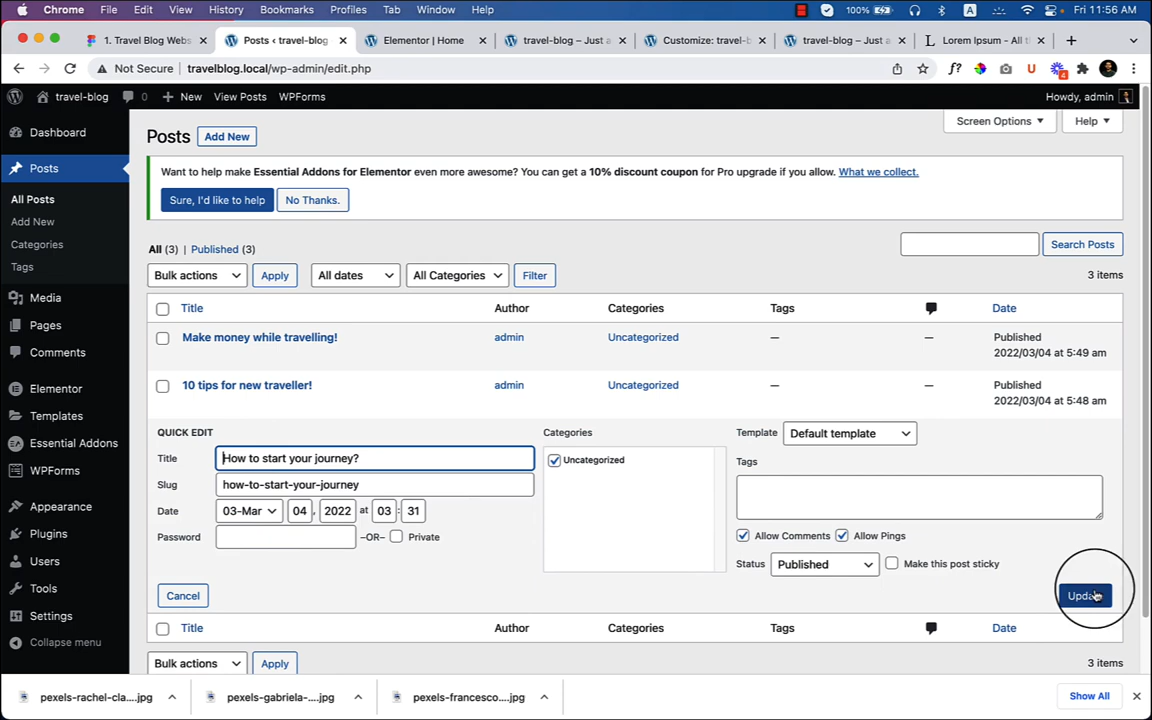 Chrome File Edit View History Bookmarks Profiles Tab Window Help 100% A Fri 11:56 AM
1. Travel Blog Webs Posts ‹ travel-blog Elementor | Home travel-blog – Just a Customize: travel-b travel-blog – Just a Lorem Ipsum - All t
Not Secure travelblog.local/wp-admin/edit.php
travel-blog 0 New View Posts WPForms Howdy, admin
Dashboard
Posts
All Posts
Add New
Categories
Tags
Media
Pages
Comments
Elementor
Templates
Essential Addons
WPForms
Appearance
Plugins
Users
Tools
Settings
Collapse menu
Screen Options Help
Posts Add New
Want to help make Essential Addons for Elementor even more awesome? You can get a 10% discount coupon for Pro upgrade if you allow. What we collect.
Sure, I'd like to help No Thanks.
All (3) | Published (3) Search Posts
Bulk actions Apply All dates All Categories Filter 3 items
Title Author Categories Tags Date
Make money while travelling! admin Uncategorized — — Published
2022/03/04 at 5:49 am
10 tips for new traveller! admin Uncategorized — — Published
2022/03/04 at 5:48 am
QUICK EDIT Categories Template Default template
Title How to start your journey? Uncategorized Tags
Slug how-to-start-your-journey
Date 03-Mar 04 , 2022 at 03 : 31
Password –OR– Private Allow Comments Allow Pings
Status Published Make this post sticky
Cancel Update
Title Author Categories Tags Date
Bulk actions Apply 3 items
pexels-rachel-cla....jpg pexels-gabriela-....jpg pexels-francesco....jpg Show All